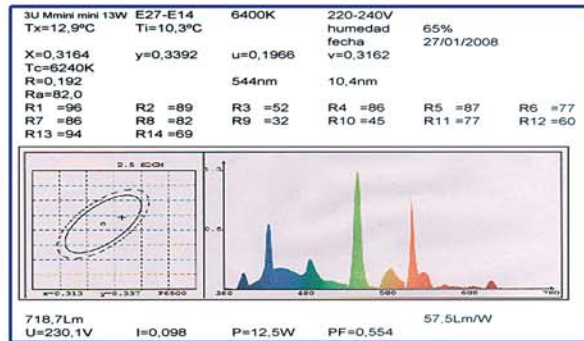 3U Mmini mini 13W E27-E14 6400K 220-240V
Tx=12,9ºC Ti=10,3ºC humedad 65%
fecha 27/01/2008
X=0,3164 y=0,3392 u=0,1966 v=0,3162
Tc=6240K
R=0,192 544nm 10,4nm
Ra=82,0
R1 =96 R2 =89 R3 =52 R4 =86 R5 =87 R6 =77
R7 =86 R8 =82 R9 =32 R10 =45 R11 =77 R12 =60
R13 =94 R14 =69
2.5 SDCM
1.0
0.5
x=0.313 y=0.337
380 480 580 680 780
718,7Lm 57,5Lm/W
U=230,1V I=0,098 P=12,5W PF=0,554